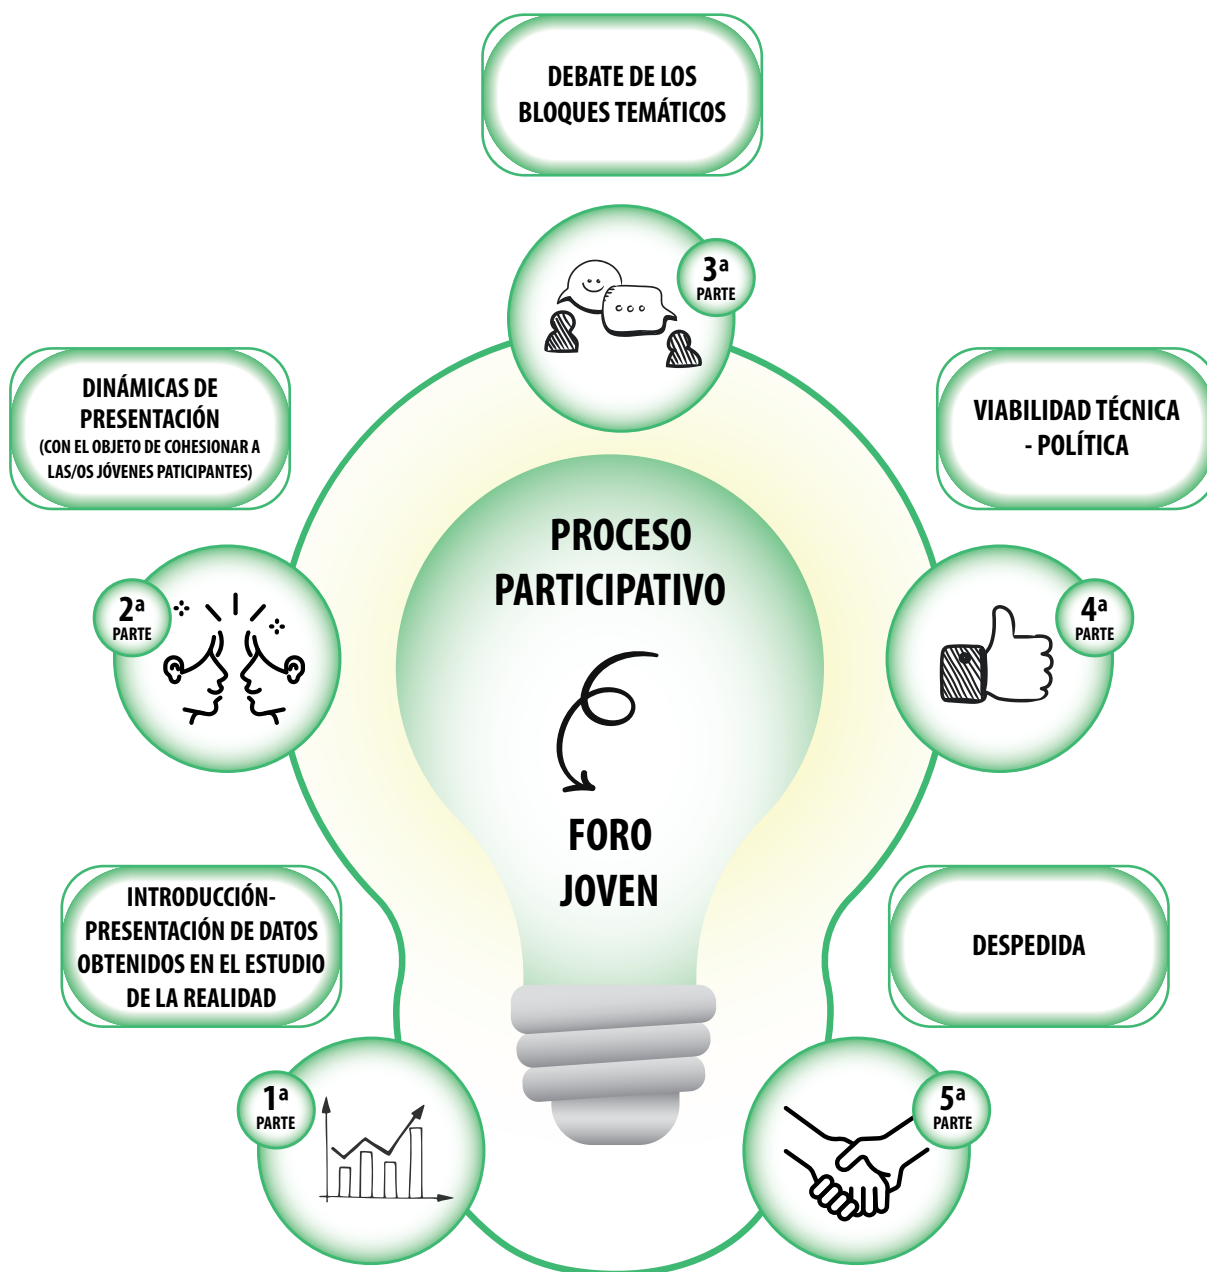 DEBATE DE LOS
BLOQUES TEMÁTICOS
3ª
PARTE
DINÁMICAS DE
PRESENTACIÓN
(CON EL OBJETO DE COHESIONAR A
LAS/OS JÓVENES PATICIPANTES)
VIABILIDAD TÉCNICA
- POLÍTICA
PROCESO
PARTICIPATIVO
2ª
PARTE
4ª
PARTE
FORO
JOVEN
INTRODUCCIÓN-
PRESENTACIÓN DE DATOS
OBTENIDOS EN EL ESTUDIO
DE LA REALIDAD
DESPEDIDA
1ª
PARTE
5ª
PARTE